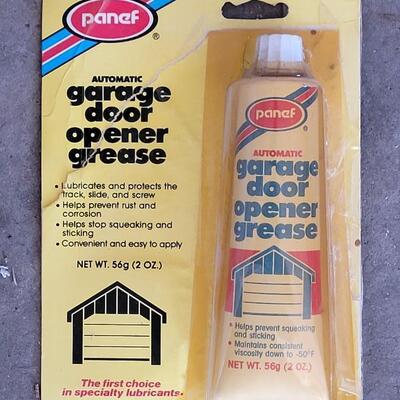 panef
®
AUTOMATIC
garage
door
opener
grease
• Lubricates and protects the
track, slide, and screw
• Helps prevent rust and
corrosion
• Helps stop squeaking and
sticking
• Convenient and easy to apply
NET WT. 56g (2 OZ.)
The first choice
in specialty lubricants.
panef
®
AUTOMATIC
garage
door
opener
grease
• Helps prevent squeaking
and sticking
• Maintains consistent
viscosity down to -50°F
NET WT. 56g (2 OZ.)